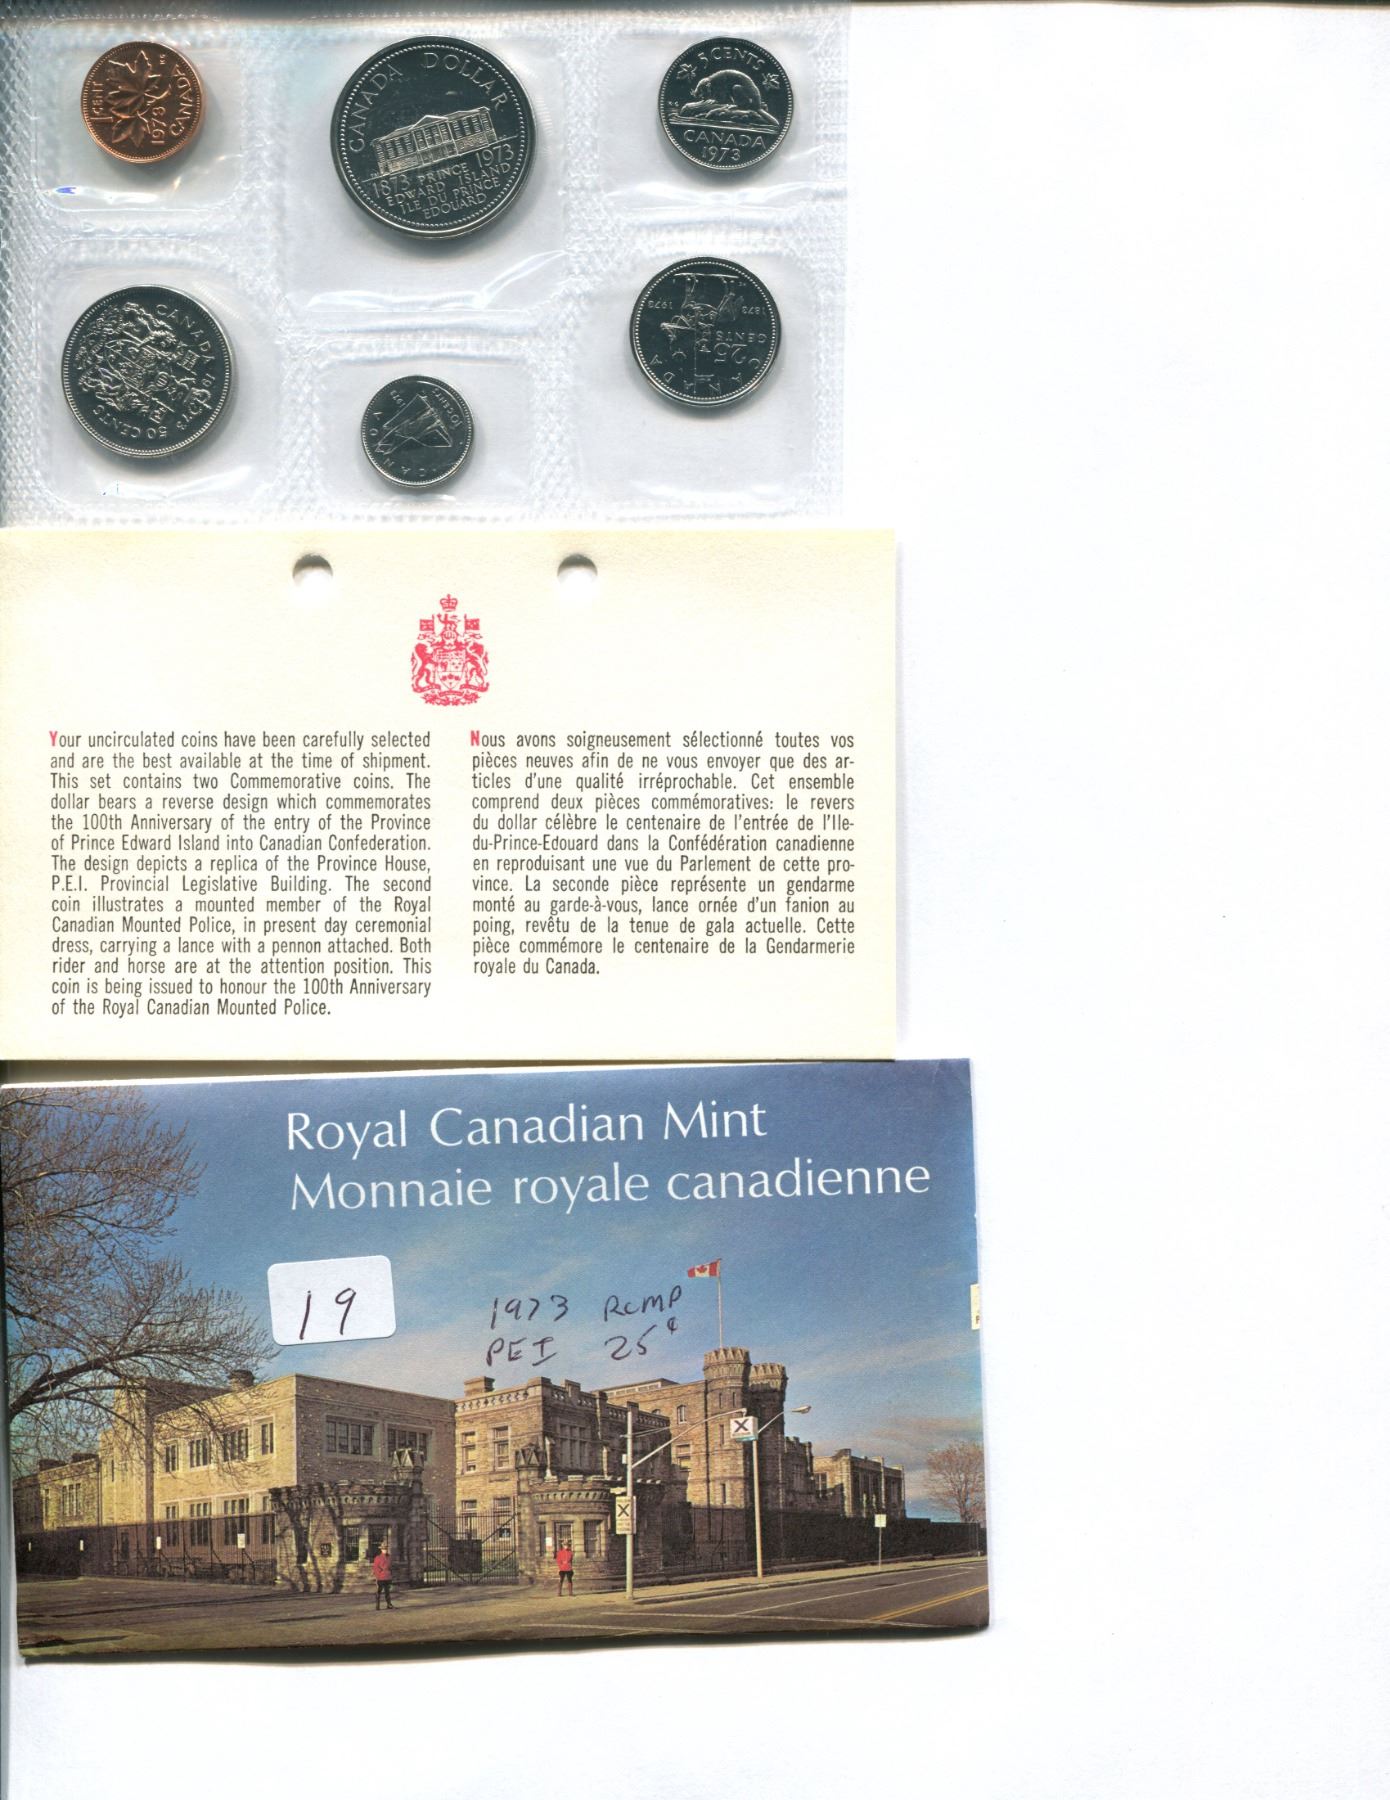 1 CENT
1973
CANADA
CANADA DOLLAR
1873 PRINCE 1973
EDWARD ISLAND
ILE DU PRINCE
EDOUARD
5 CENTS
CANADA
1973
CANADA
50 CENTS
CANADA
10 CENTS
1973
CANADA
25
CENTS
1873 1973
Your uncirculated coins have been carefully selected
and are the best available at the time of shipment.
This set contains two Commemorative coins. The
dollar bears a reverse design which commemorates
the 100th Anniversary of the entry of the Province
of Prince Edward Island into Canadian Confederation.
The design depicts a replica of the Province House,
P.E.I. Provincial Legislative Building. The second
coin illustrates a mounted member of the Royal
Canadian Mounted Police, in present day ceremonial
dress, carrying a lance with a pennon attached. Both
rider and horse are at the attention position. This
coin is being issued to honour the 100th Anniversary
of the Royal Canadian Mounted Police.
Nous avons soigneusement sélectionné toutes vos
pièces neuves afin de ne vous envoyer que des ar-
ticles d'une qualité irréprochable. Cet ensemble
comprend deux pièces commémoratives: le revers
du dollar célèbre le centenaire de l'entrée de l'Ile-
du-Prince-Edouard dans la Confédération canadienne
en reproduisant une vue du Parlement de cette pro-
vince. La seconde pièce représente un gendarme
monté au garde-à-vous, lance ornée d'un fanion au
poing, revêtu de la tenue de gala actuelle. Cette
pièce commémore le centenaire de la Gendarmerie
royale du Canada.
Royal Canadian Mint
Monnaie royale canadienne
19
1973 RCMP
PEI 25¢
X
X